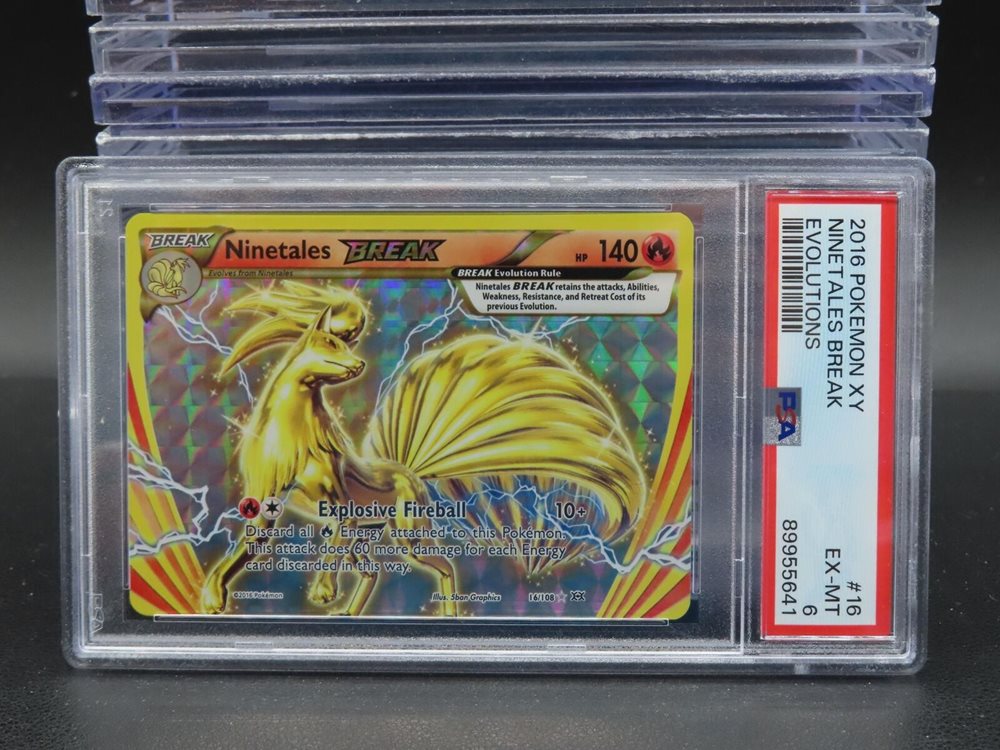 BREAK
Ninetales BREAK
HP 140
Evolves from Ninetales
BREAK Evolution Rule
Ninetales BREAK retains the attacks, Abilities,
Weakness, Resistance, and Retreat Cost of its
previous Evolution.
Explosive Fireball 10+
Discard all Energy attached to this Pokémon.
This attack does 60 more damage for each Energy
card discarded in this way.
©2016 Pokémon
Illus. 5ban Graphics
16/108
2016 POKEMON XY #16
NINETALES BREAK EX-MT
EVOLUTIONS 6
PSA 89955641